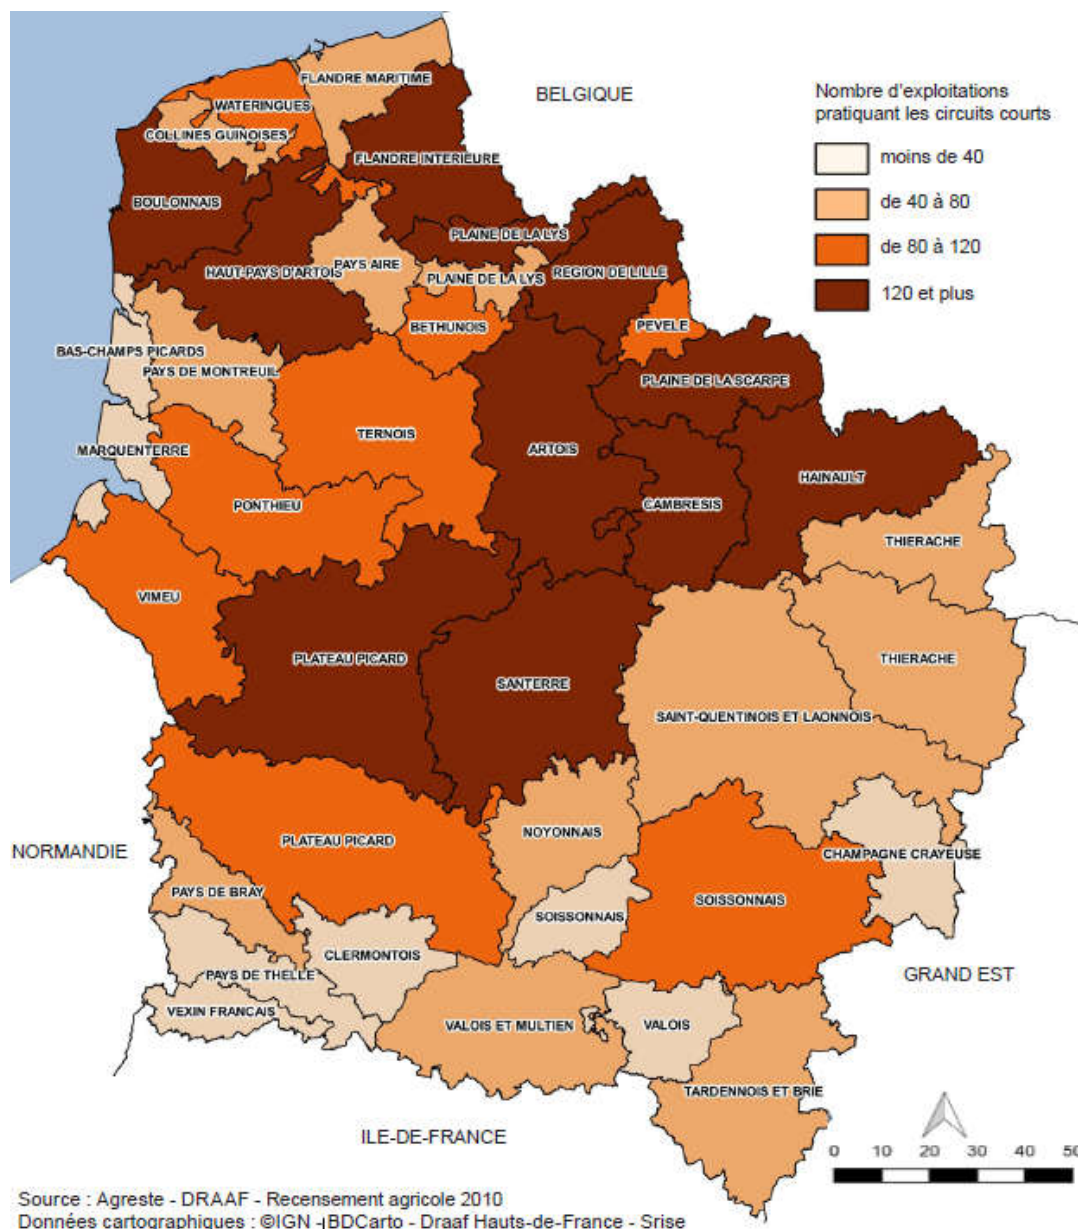 FLANDRE MARITIME
BELGIQUE
WATERINGUES
COLLINES GUINOISES
FLANDRE INTERIEURE
Nombre d'exploitations
pratiquant les circuits courts
moins de 40
de 40 à 80
de 80 à 120
120 et plus
BOULONNAIS
PLAINE DE LA LYS
HAUT-PAYS D'ARTOIS
PAYS AIRE
PLAINE DE LA LYS
REGION DE LILLE
BETHUNOIS
PEVELE
BAS-CHAMPS PICARDS
PAYS DE MONTREUIL
PLAINE DE LA SCARPE
TERNOIS
MARQUENTERRE
ARTOIS
HAINAULT
PONTHIEU
CAMBRESIS
THIERACHE
VIMEU
PLATEAU PICARD
SANTERRE
THIERACHE
SAINT-QUENTINOIS ET LAONNOIS
NORMANDIE
PLATEAU PICARD
NOYONNAIS
CHAMPAGNE CRAYEUSE
PAYS DE BRAY
SOISSONNAIS
SOISSONNAIS
CLERMONTOIS
PAYS DE THELLE
GRAND EST
VEXIN FRANCAIS
VALOIS ET MULTIEN
VALOIS
TARDENNOIS ET BRIE
ILE-DE-FRANCE
0 10 20 30 40 50
Source : Agreste - DRAAF - Recensement agricole 2010
Données cartographiques : ©IGN - BDCarto - Draaf Hauts-de-France - Srise